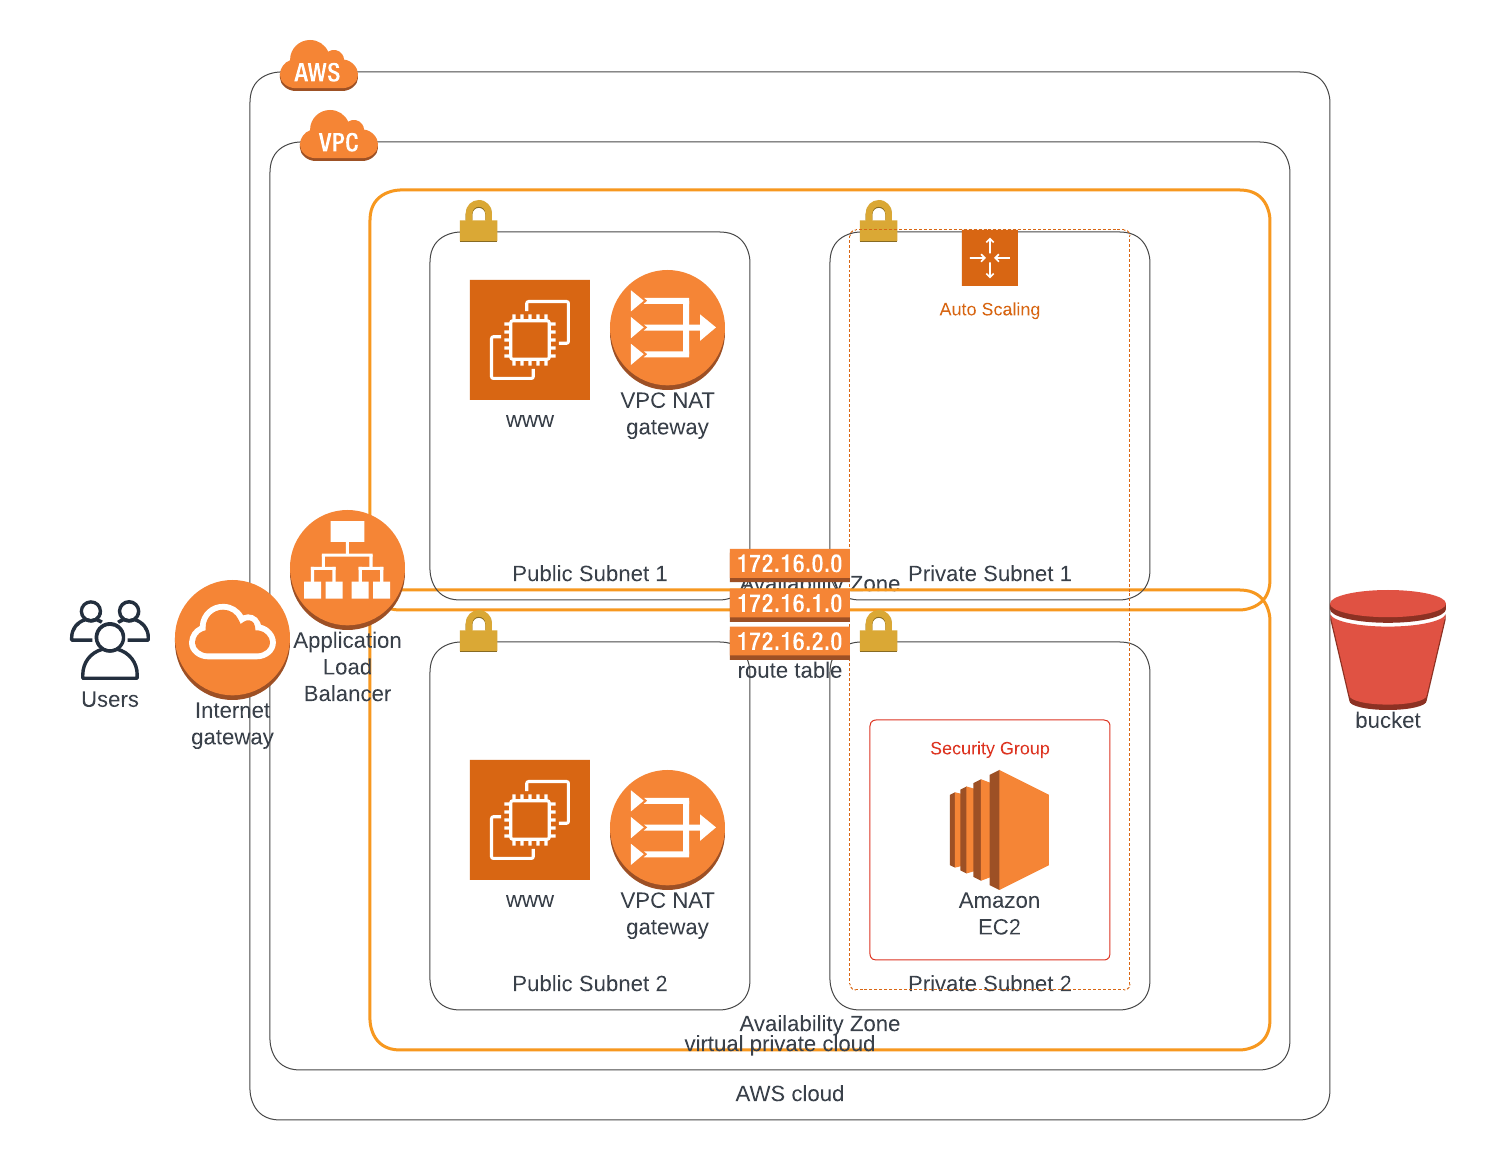 AWS
VPC
Auto Scaling
www
VPC NAT
gateway
Public Subnet 1
Private Subnet 1
172.16.0.0
Availability Zone
172.16.1.0
172.16.2.0
route table
Users
Internet
gateway
Application
Load
Balancer
bucket
Security Group
www
VPC NAT
gateway
Amazon
EC2
Public Subnet 2
Private Subnet 2
Availability Zone
virtual private cloud
AWS cloud